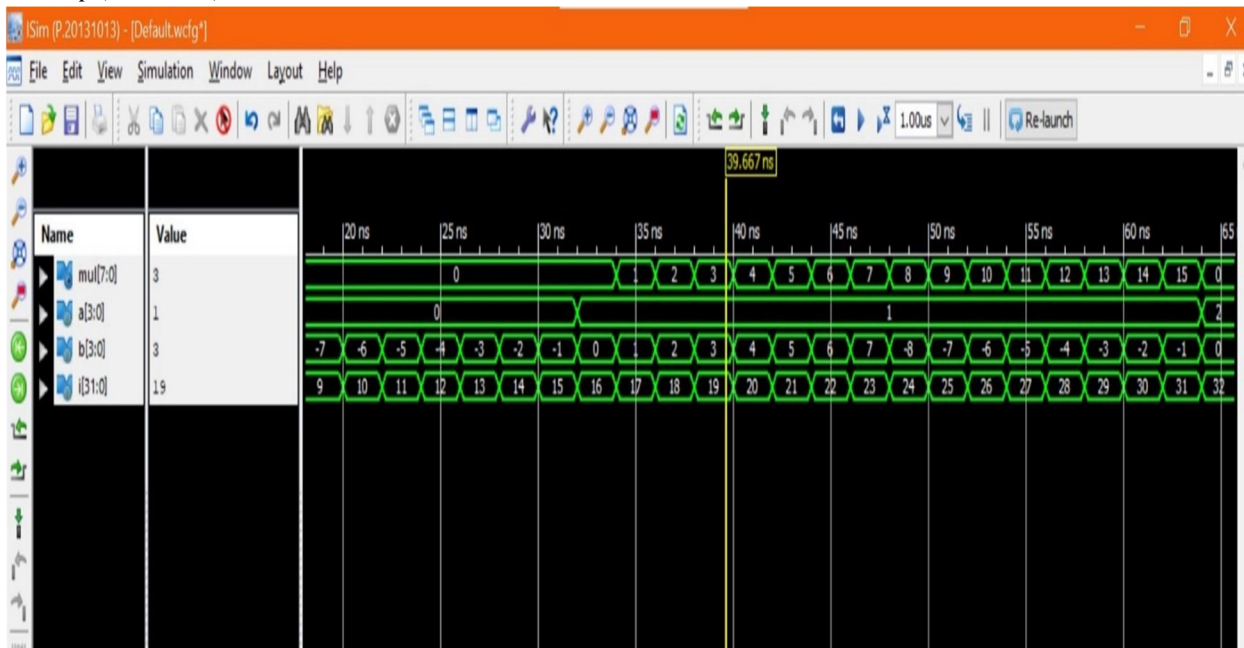 ISim (P.20131013) - [Default.wcfg*]
File Edit View Simulation Window Layout Help
1.00us Re-launch
39.667 ns
Name Value 20 ns 25 ns 30 ns 35 ns 40 ns 45 ns 50 ns 55 ns 60 ns 65
mul[7:0] 3 0 1 2 3 4 5 6 7 8 9 10 11 12 13 14 15 0
a[3:0] 1 0 1 2
b[3:0] 3 -7 -6 -5 -4 -3 -2 -1 0 1 2 3 4 5 6 7 -8 -7 -6 -5 -4 -3 -2 -1 0
i[31:0] 19 9 10 11 12 13 14 15 16 17 18 19 20 21 22 23 24 25 26 27 28 29 30 31 32